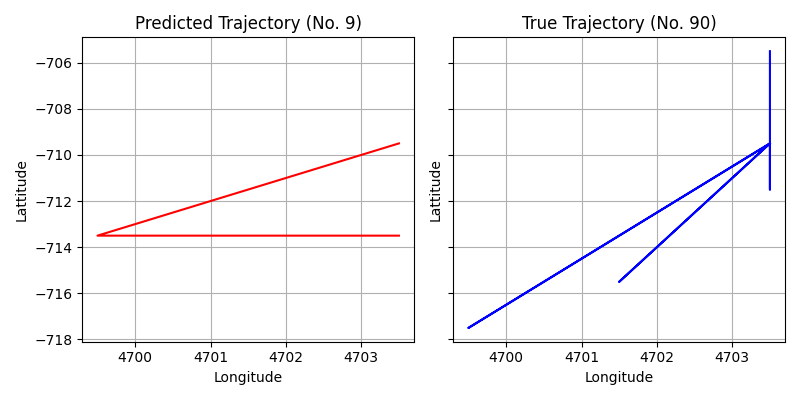 Predicted Trajectory (No. 9)
True Trajectory (No. 90)
Lattitude
−706
−708
−710
−712
−714
−716
−718
4700
4701
4702
4703
Longitude
Lattitude
4700
4701
4702
4703
Longitude